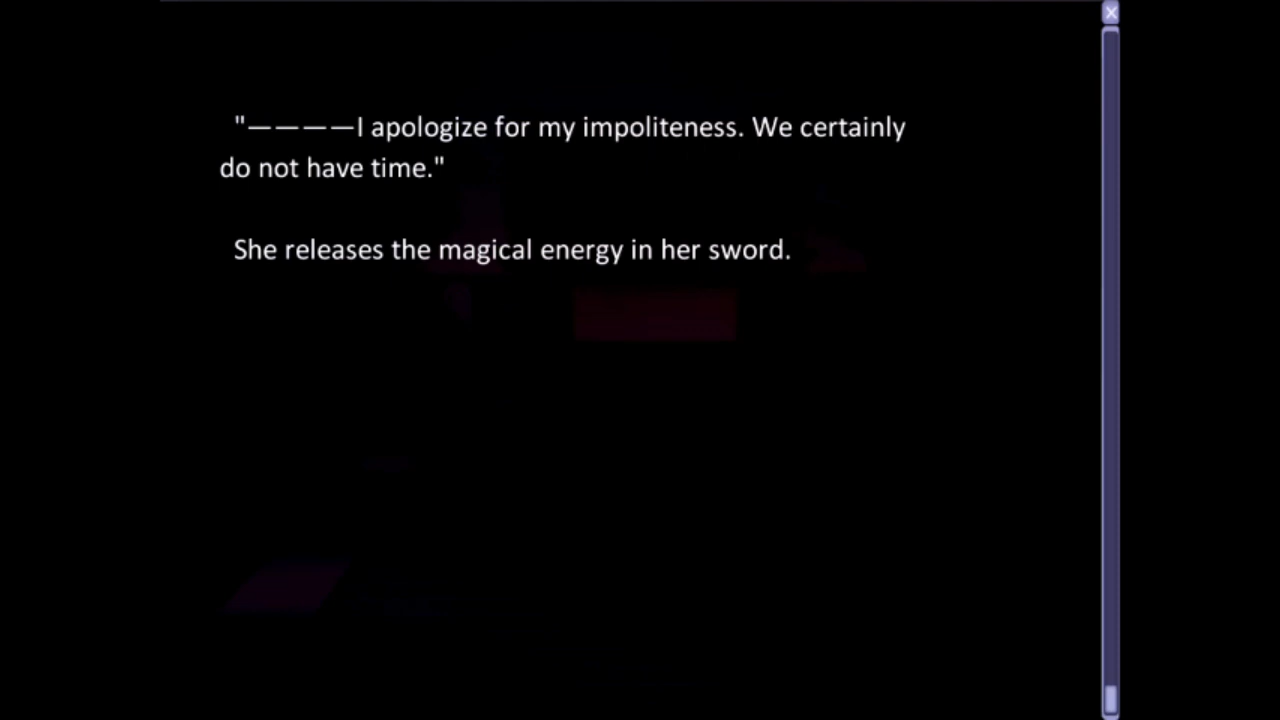 "————I apologize for my impoliteness. We certainly
do not have time."
She releases the magical energy in her sword.